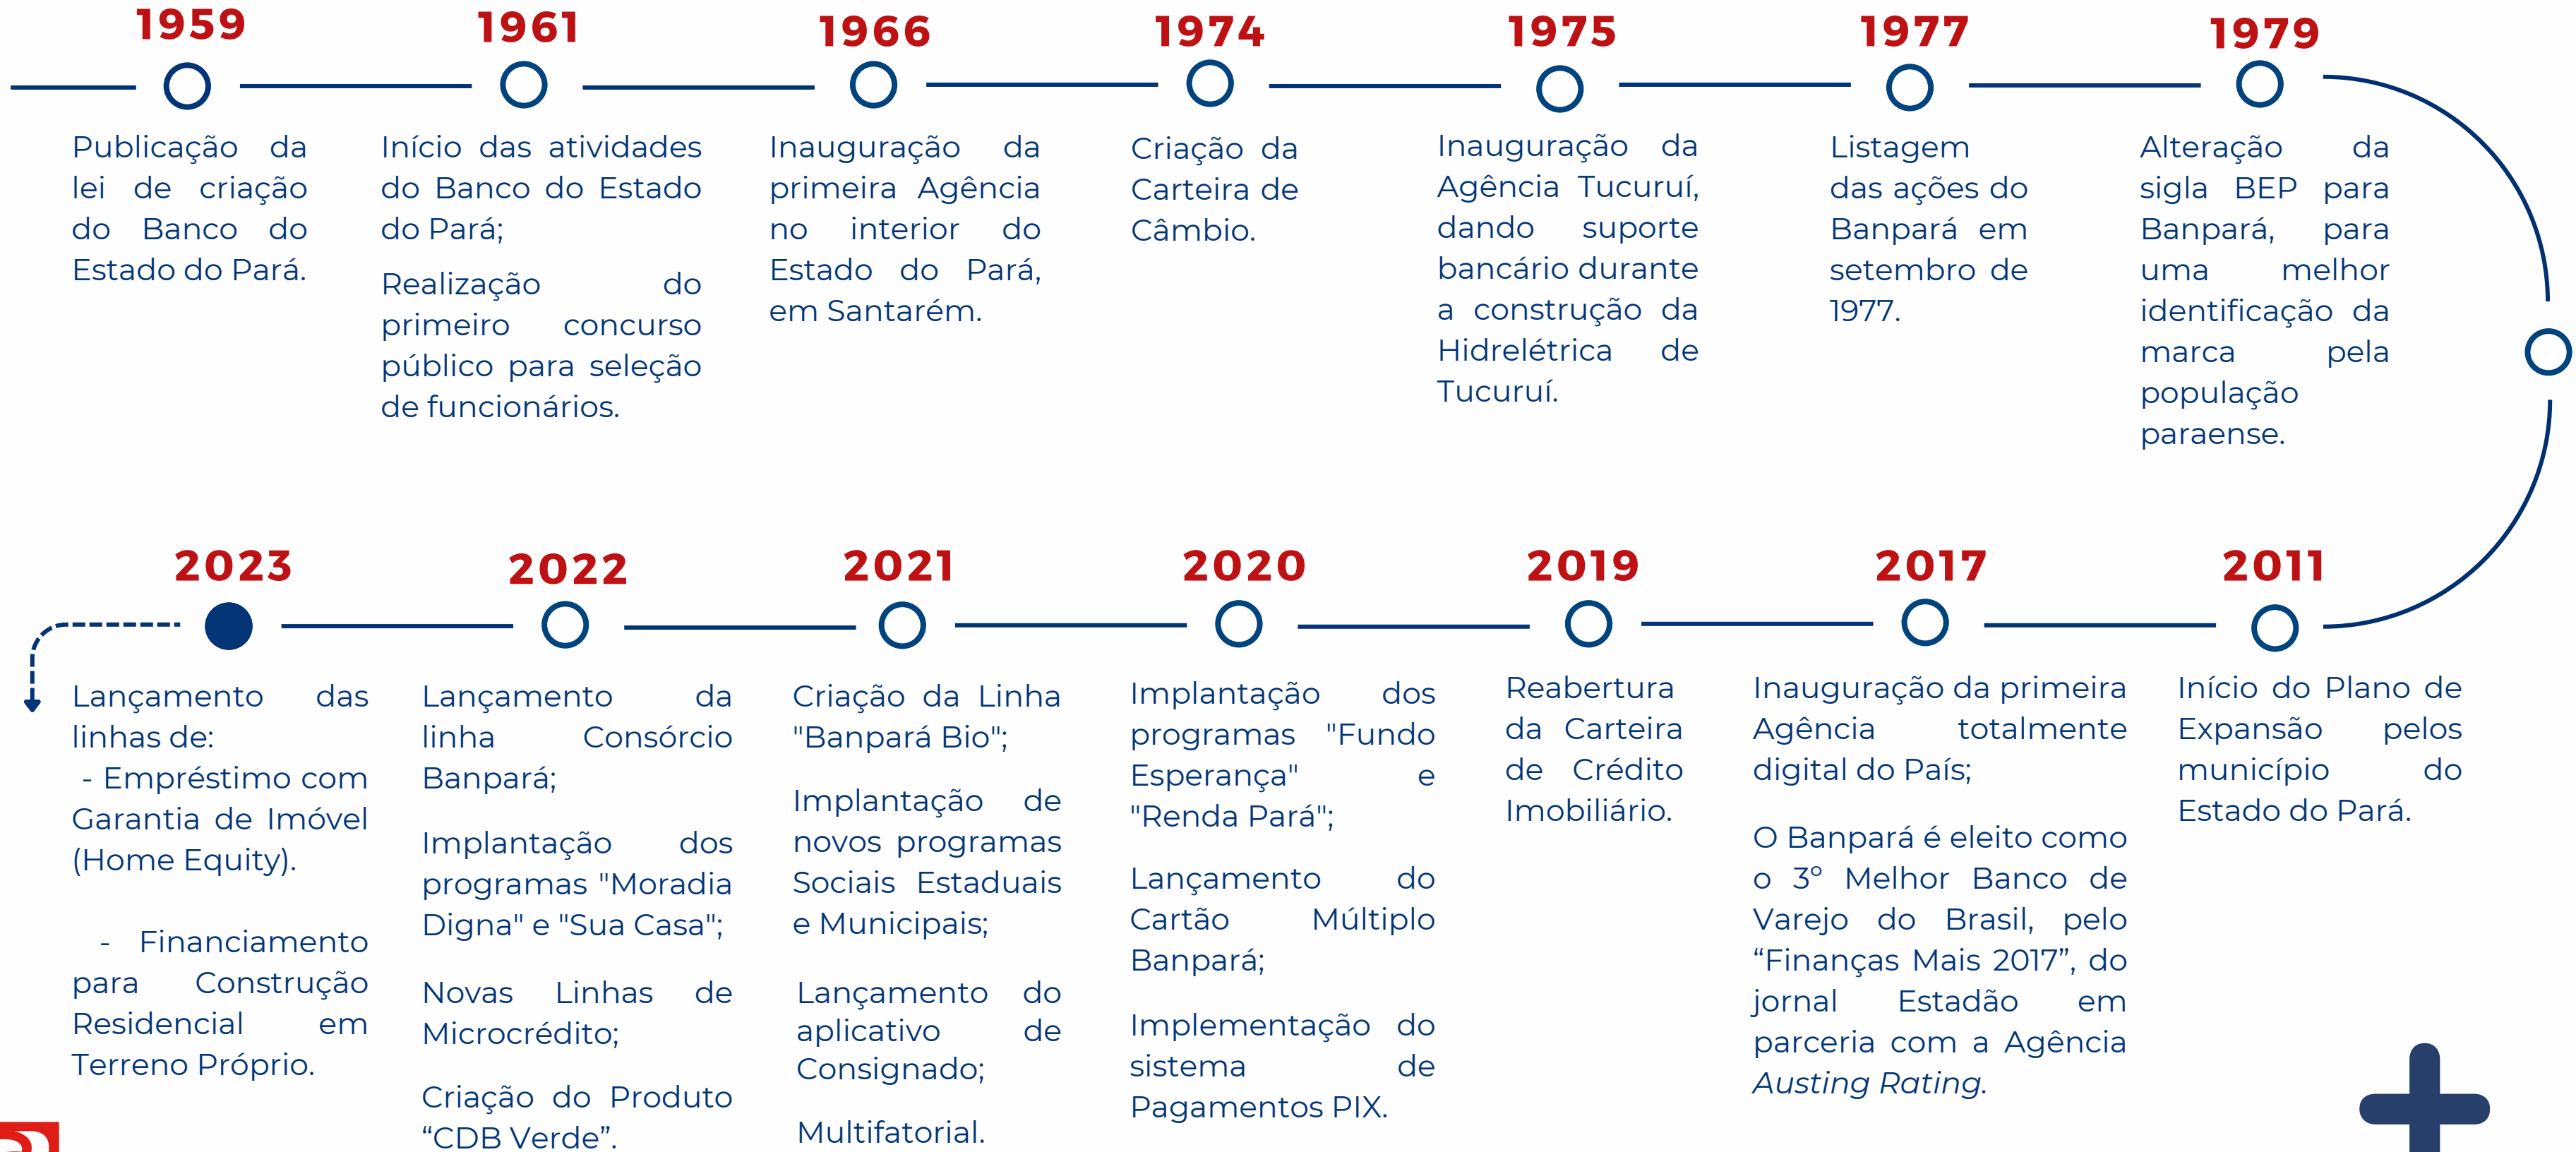 1959
Publicação da
lei de criação
do Banco do
Estado do Pará.
1961
Início das atividades
do Banco do Estado
do Pará;
Realização do
primeiro concurso
público para seleção
de funcionários.
1966
Inauguração da
primeira Agência
no interior do
Estado do Pará,
em Santarém.
1974
Criação da
Carteira de
Câmbio.
1975
Inauguração da
Agência Tucuruí,
dando suporte
bancário durante
a construção da
Hidrelétrica de
Tucuruí.
1977
Listagem
das ações do
Banpará em
setembro de
1977.
1979
Alteração da
sigla BEP para
Banpará, para
uma melhor
identificação da
marca pela
população
paraense.
2011
Início do Plano de
Expansão pelos
município do
Estado do Pará.
2017
Inauguração da primeira
Agência totalmente
digital do País;
O Banpará é eleito como
o 3º Melhor Banco de
Varejo do Brasil, pelo
“Finanças Mais 2017”, do
jornal Estadão em
parceria com a Agência
Austing Rating.
2019
Reabertura
da Carteira
de Crédito
Imobiliário.
2020
Implantação dos
programas "Fundo
Esperança" e
"Renda Pará";
Lançamento do
Cartão Múltiplo
Banpará;
Implementação do
sistema de
Pagamentos PIX.
2021
Criação da Linha
"Banpará Bio";
Implantação de
novos programas
Sociais Estaduais
e Municipais;
Lançamento do
aplicativo de
Consignado;
Multifatorial.
2022
Lançamento da
linha Consórcio
Banpará;
Implantação dos
programas "Moradia
Digna" e "Sua Casa";
Novas Linhas de
Microcrédito;
Criação do Produto
“CDB Verde”.
2023
Lançamento das
linhas de:
- Empréstimo com
Garantia de Imóvel
(Home Equity).
- Financiamento
para Construção
Residencial em
Terreno Próprio.